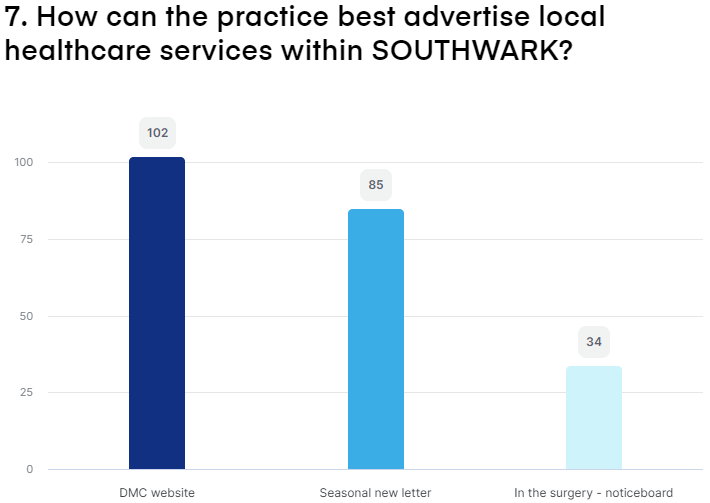 7. How can the practice best advertise local
healthcare services within SOUTHWARK?
102
100
85
75
50
34
25
0
DMC website
Seasonal new letter
In the surgery - noticeboard